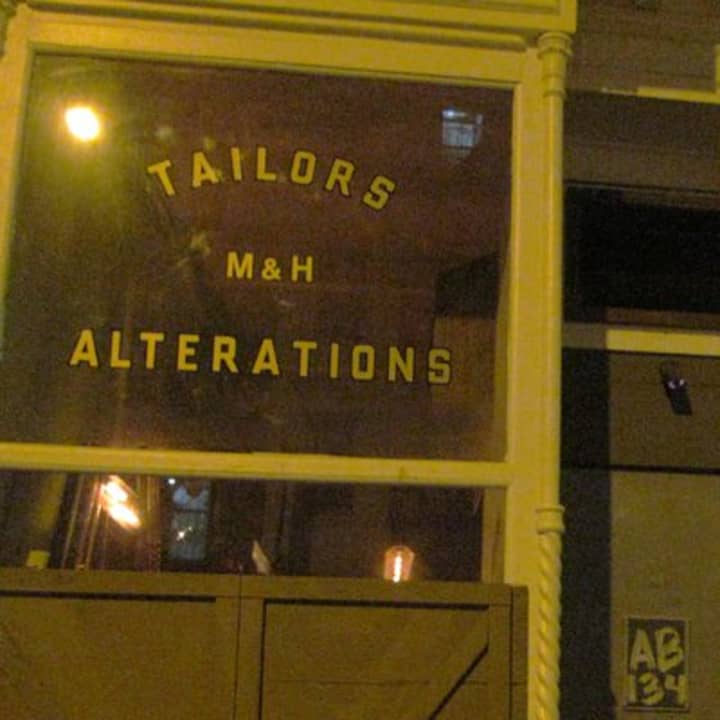 TAILORS
M & H
ALTERATIONS
AB
134